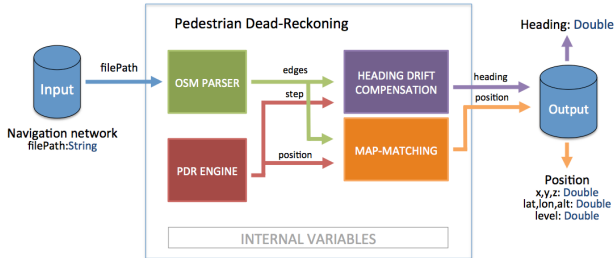 Pedestrian Dead-Reckoning
Heading: Double
filePath
Input
OSM PARSER
edges
step
HEADING DRIFT
COMPENSATION
heading
position
Output
Navigation network
filePath:String
PDR ENGINE
position
MAP-MATCHING
Position
x,y,z: Double
lat,lon,alt: Double
level: Double
INTERNAL VARIABLES